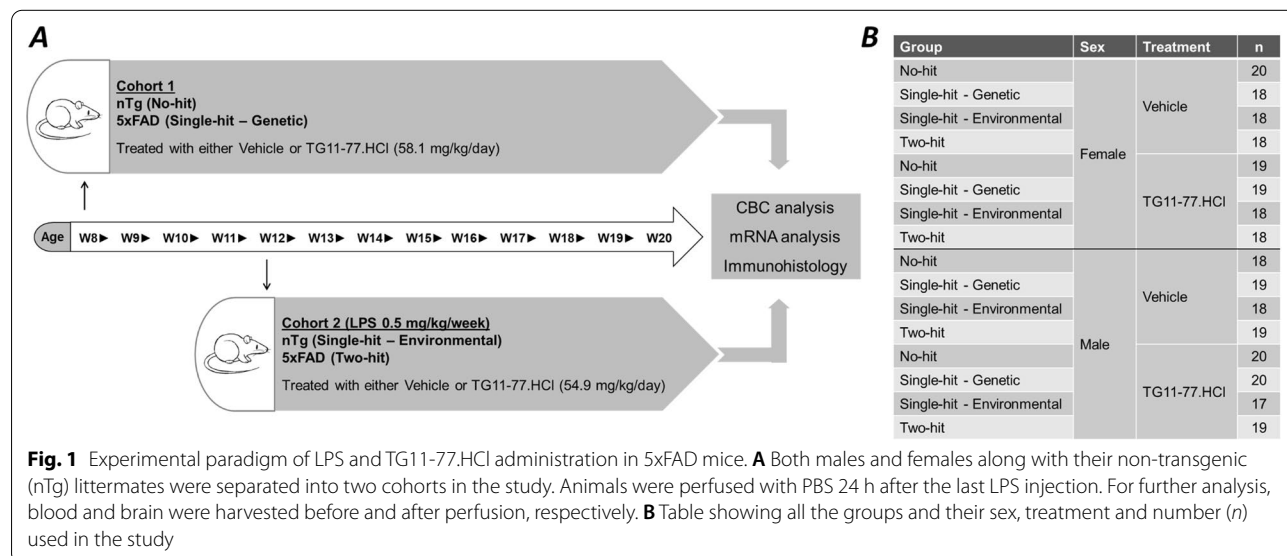 A
Cohort 1
nTg (No-hit)
5xFAD (Single-hit – Genetic)
Treated with either Vehicle or TG11-77.HCl (58.1 mg/kg/day)
Age W8► W9► W10► W11► W12► W13► W14► W15► W16► W17► W18► W19► W20
Cohort 2 (LPS 0.5 mg/kg/week)
nTg (Single-hit – Environmental)
5xFAD (Two-hit)
Treated with either Vehicle or TG11-77.HCl (54.9 mg/kg/day)
CBC analysis
mRNA analysis
Immunohistology
B
Group Sex Treatment n
No-hit 20
Single-hit - Genetic 18
Single-hit - Environmental 18
Two-hit 18
Vehicle
Female
No-hit 19
Single-hit - Genetic 19
Single-hit - Environmental 18
Two-hit 18
TG11-77.HCl
No-hit 18
Single-hit - Genetic 19
Single-hit - Environmental 18
Two-hit 19
Vehicle
Male
No-hit 20
Single-hit - Genetic 20
Single-hit - Environmental 17
Two-hit 19
TG11-77.HCl
Fig. 1 Experimental paradigm of LPS and TG11-77.HCl administration in 5xFAD mice. A Both males and females along with their non-transgenic
(nTg) littermates were separated into two cohorts in the study. Animals were perfused with PBS 24 h after the last LPS injection. For further analysis,
blood and brain were harvested before and after perfusion, respectively. B Table showing all the groups and their sex, treatment and number (n)
used in the study